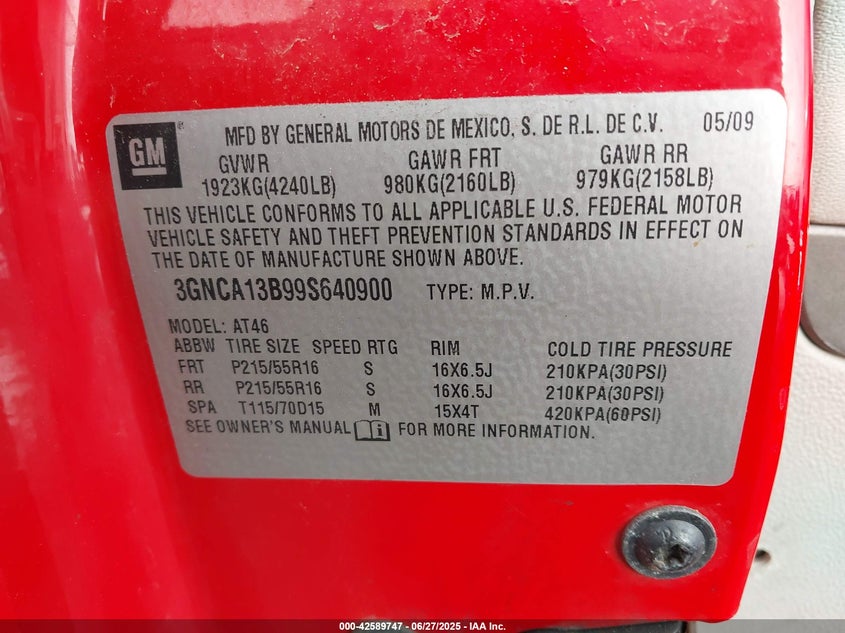 GM
MFD BY GENERAL MOTORS DE MEXICO, S. DE R.L. DE C.V. 05/09
GVWR GAWR FRT GAWR RR
1923KG(4240LB) 980KG(2160LB) 979KG(2158LB)
THIS VEHICLE CONFORMS TO ALL APPLICABLE U.S. FEDERAL MOTOR
VEHICLE SAFETY AND THEFT PREVENTION STANDARDS IN EFFECT ON
THE DATE OF MANUFACTURE SHOWN ABOVE.
3GNCA13B99S640900 TYPE: M.P.V.
MODEL: AT46
ABBW TIRE SIZE SPEED RTG RIM COLD TIRE PRESSURE
FRT P215/55R16 S 16X6.5J 210KPA(30PSI)
RR P215/55R16 S 16X6.5J 210KPA(30PSI)
SPA T115/70D15 M 15X4T 420KPA(60PSI)
SEE OWNER'S MANUAL i FOR MORE INFORMATION.
000-42589747 - 06/27/2025 - IAA Inc.